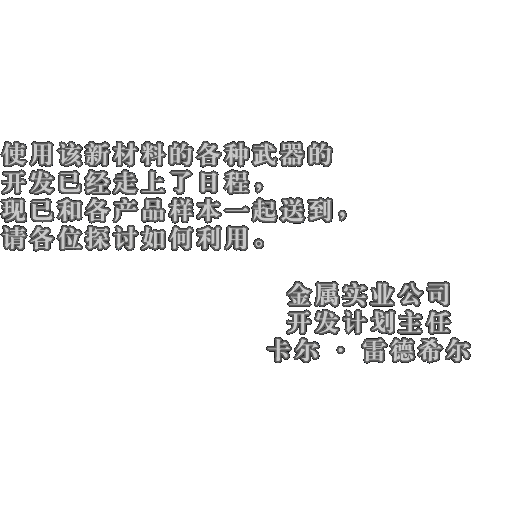 使用该新材料的各种武器的
开发已经走上了日程，
现已和各产品样本一起送到，
请各位探讨如何利用。
金属实业公司
开发计划主任
卡尔·雷德希尔